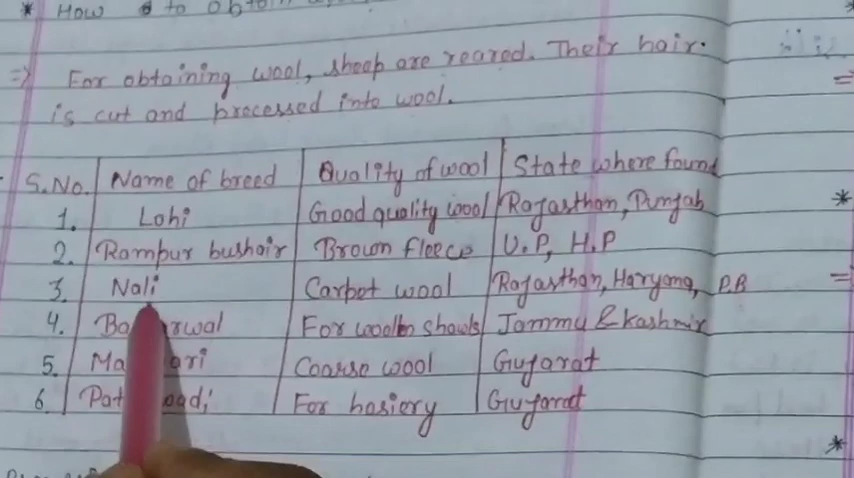 * How to obtain
=> For obtaining wool, sheep are reared. Their hair.
is cut and processed into wool.
S.No. Name of breed Quality of wool State where found
1. Lohi Good quality wool Rajasthan, Punjab
2. Rampur bushair Brown fleece U.P, H.P
3. Nali Carpet wool Rajasthan, Haryana, P.B
4. For woollen shawls Jammu & Kashmir
5. Coarse wool Gujarat
6. For hosiery Gujarat